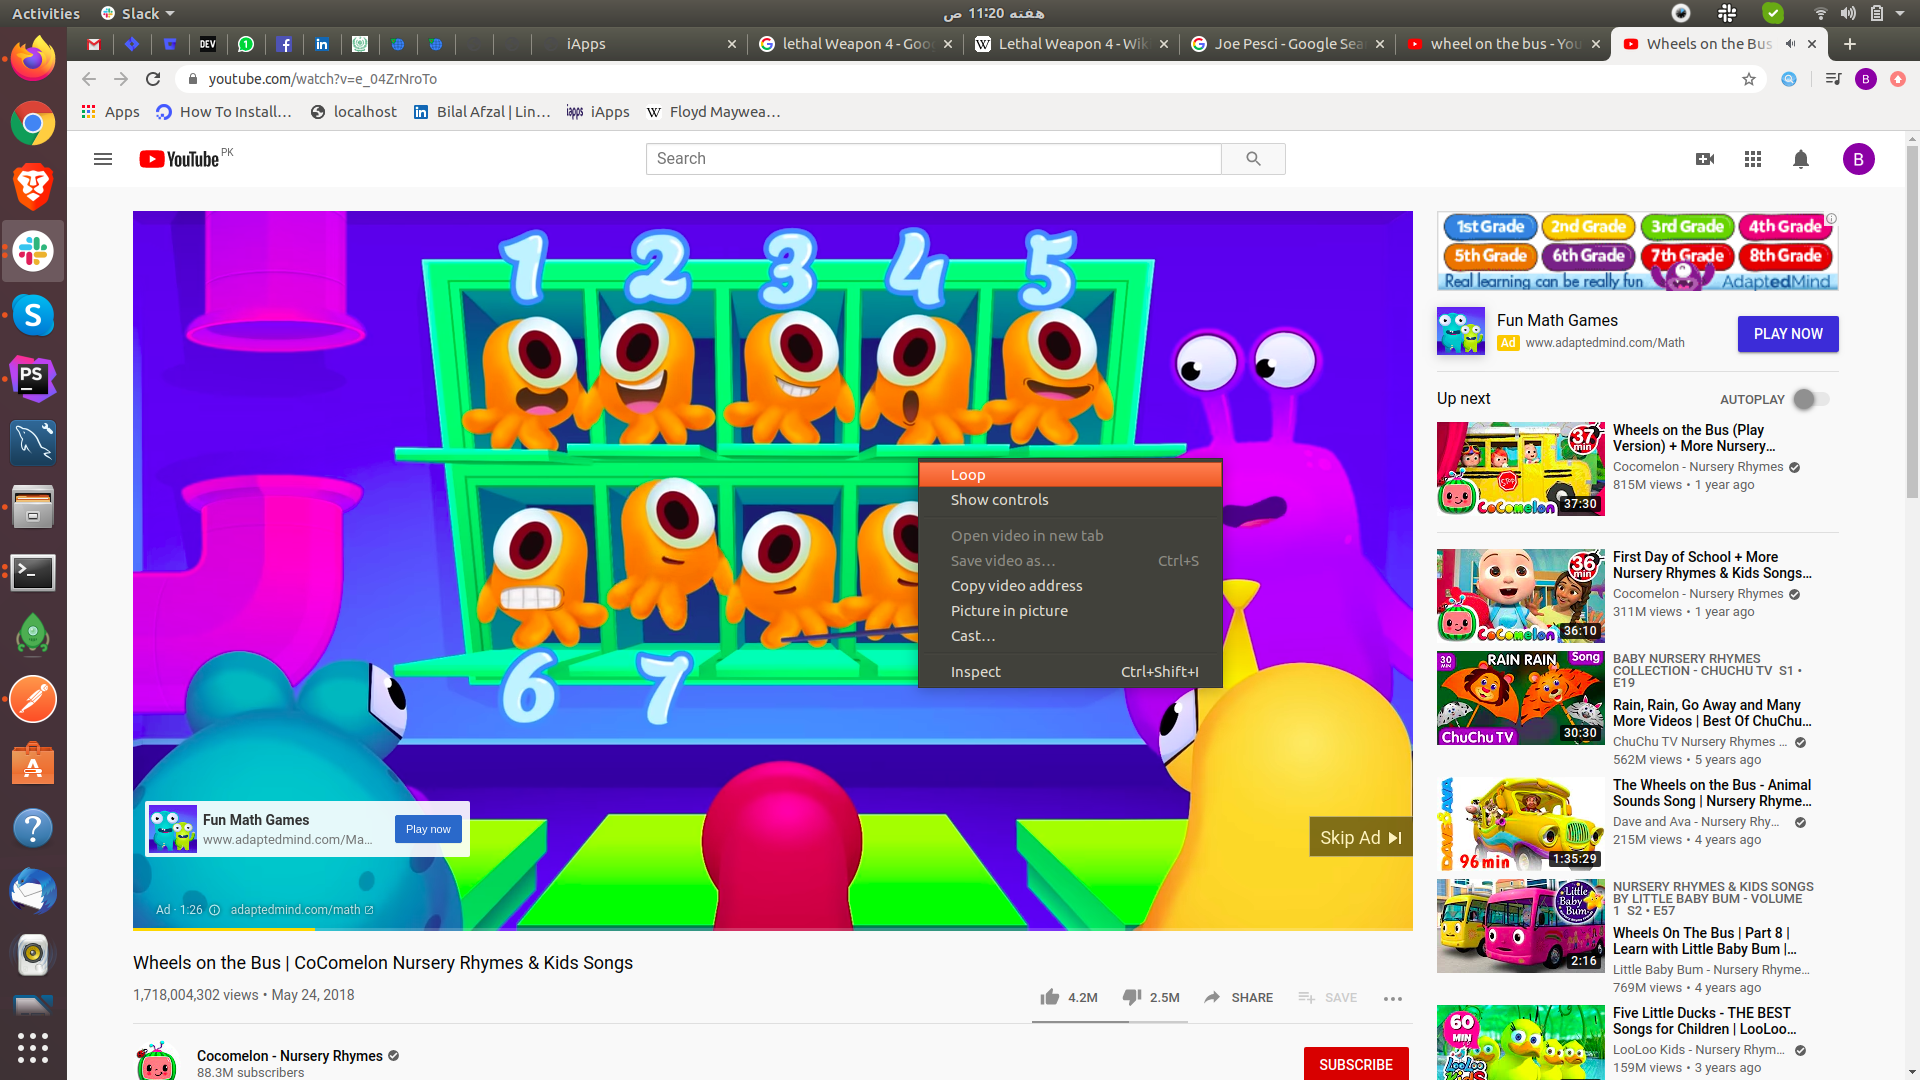 Activities
Slack
هفته 11:20 ص
DEV
iApps
lethal Weapon 4 - Goo
Lethal Weapon 4 - Wik
Joe Pesci - Google Sea
wheel on the bus - You
Wheels on the Bus
youtube.com/watch?v=e_04ZrNroTo
B
Apps
How To Install…
localhost
Bilal Afzal | Lin…
iApps
Floyd Maywea…
YouTube PK
Search
B
1 2 3 4 5
6 7
Loop
Show controls
Open video in new tab
Save video as… Ctrl+S
Copy video address
Picture in picture
Cast…
Inspect Ctrl+Shift+I
Fun Math Games
www.adaptedmind.com/Ma...
Play now
Skip Ad
Ad · 1:26
adaptedmind.com/math
Wheels on the Bus | CoComelon Nursery Rhymes & Kids Songs
1,718,004,302 views • May 24, 2018
4.2M
2.5M
SHARE
SAVE
Cocomelon - Nursery Rhymes
88.3M subscribers
SUBSCRIBE
1st Grade 2nd Grade 3rd Grade 4th Grade
5th Grade 6th Grade 7th Grade 8th Grade
Real learning can be really fun AdaptedMind
Fun Math Games
Ad www.adaptedmind.com/Math
PLAY NOW
Up next
AUTOPLAY
37 min
STOP
CoComeLon
37:30
Wheels on the Bus (Play
Version) + More Nursery...
Cocomelon - Nursery Rhymes
815M views • 1 year ago
36 min
CoComeLon
36:10
First Day of School + More
Nursery Rhymes & Kids Songs...
Cocomelon - Nursery Rhymes
311M views • 1 year ago
30 MIN
RAIN RAIN Song
ChuChu TV
30:30
BABY NURSERY RHYMES
COLLECTION - CHUCHU TV S1 •
E19
Rain, Rain, Go Away and Many
More Videos | Best Of ChuChu...
ChuChu TV Nursery Rhymes ...
562M views • 5 years ago
DAVE AVA
96 min
1:35:29
The Wheels on the Bus - Animal
Sounds Song | Nursery Rhyme...
Dave and Ava - Nursery Rhy...
215M views • 4 years ago
Little Baby Bum
2:16
NURSERY RHYMES & KIDS SONGS
BY LITTLE BABY BUM - VOLUME
1 S2 • E57
Wheels On The Bus | Part 8 |
Learn with Little Baby Bum |...
Little Baby Bum - Nursery Rhyme...
769M views • 4 years ago
60 MIN
LooLoo KIDS
Five Little Ducks - THE BEST
Songs for Children | LooLoo...
LooLoo Kids - Nursery Rhym...
159M views • 3 years ago
S
PS